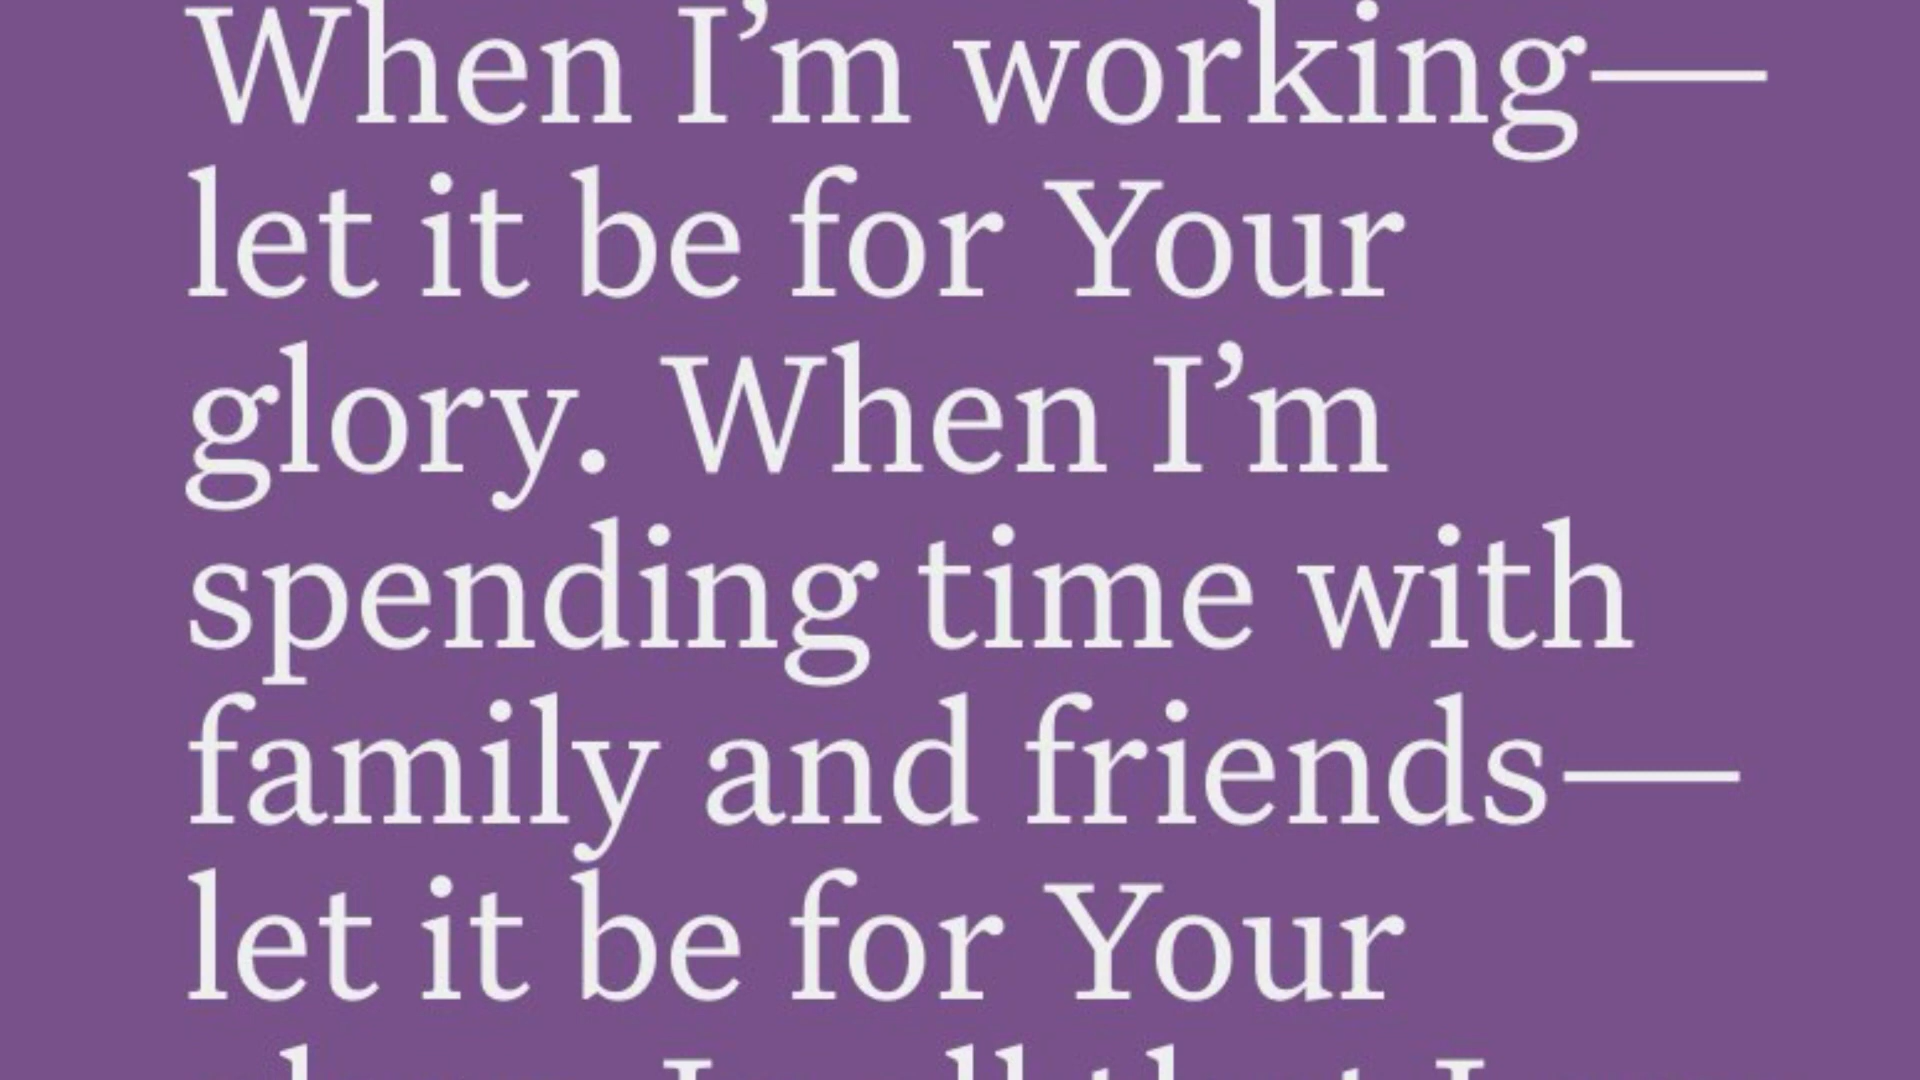 When I’m working—
let it be for Your
glory. When I’m
spending time with
family and friends—
let it be for Your